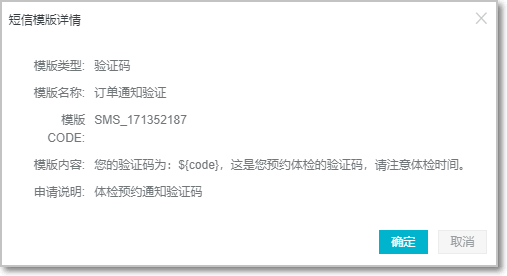 短信模版详情
模版类型: 验证码
模版名称: 订单通知验证
模版 SMS_171352187
CODE:
模版内容: 您的验证码为：${code}，这是您预约体检的验证码，请注意体检时间。
申请说明: 体检预约通知验证码
确定 取消